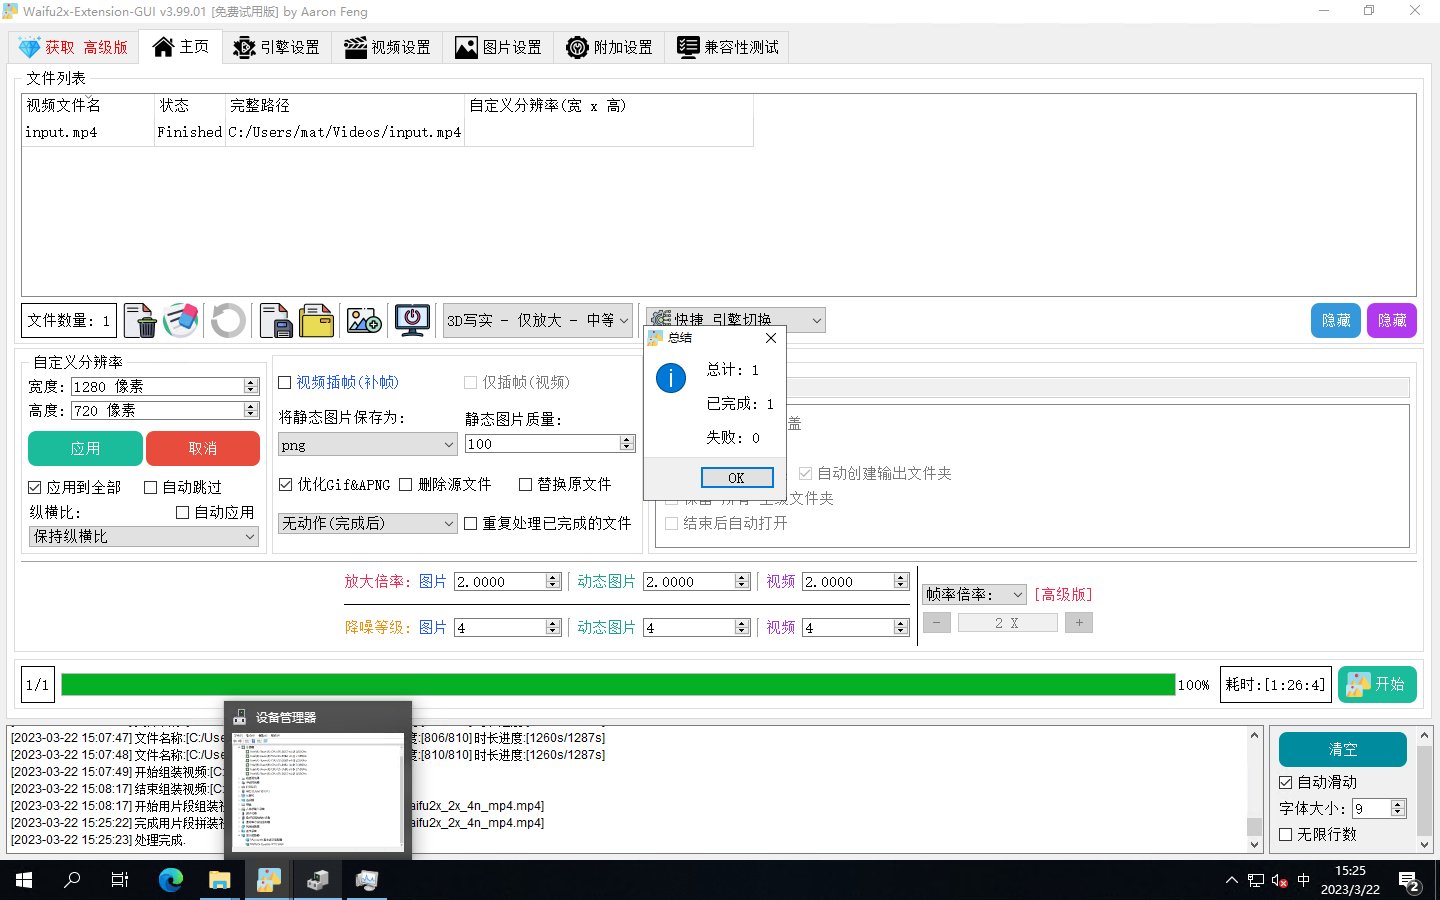 Waifu2x-Extension-GUI v3.99.01 [免费试用版] by Aaron Feng
获取 高级版
主页
引擎设置
视频设置
图片设置
附加设置
兼容性测试
文件列表
视频文件名 状态 完整路径 自定义分辨率(宽 x 高)
input.mp4 Finished C:/Users/mat/Videos/input.mp4
文件数量: 1
3D写实 - 仅放大 - 中等
快捷 引擎切换
隐藏
隐藏
总结
总计: 1
已完成: 1
失败: 0
OK
自定义分辨率
宽度: 1280 像素
高度: 720 像素
应用
取消
应用到全部
自动跳过
纵横比:
自动应用
保持纵横比
视频插帧(补帧)
仅插帧(视频)
将静态图片保存为:
静态图片质量:
png
100
优化Gif&APNG
删除源文件
替换原文件
无动作(完成后)
重复处理已完成的文件
盖
自动创建输出文件夹
文件夹
结束后自动打开
放大倍率: 图片 2.0000 动态图片 2.0000 视频 2.0000
降噪等级: 图片 4 动态图片 4 视频 4
帧率倍率:
[高级版]
- 2 X +
1/1
100%
耗时:[1:26:4]
开始
[2023-03-22 15:07:47] 文件名称:[C:/Use
度:[806/810] 时长进度:[1260s/1287s]
[2023-03-22 15:07:48] 文件名称:[C:/Use
度:[810/810] 时长进度:[1260s/1287s]
[2023-03-22 15:07:49] 开始组装视频:[C:
[2023-03-22 15:08:17] 结束组装视频:[C:
[2023-03-22 15:08:17] 开始用片段组装视
aifu2x_2x_4n_mp4.mp4]
[2023-03-22 15:25:22] 完成用片段拼装视
aifu2x_2x_4n_mp4.mp4]
[2023-03-22 15:25:23] 处理完成.
设备管理器
清空
自动滑动
字体大小: 9
无限行数
中
15:25
2023/3/22
2